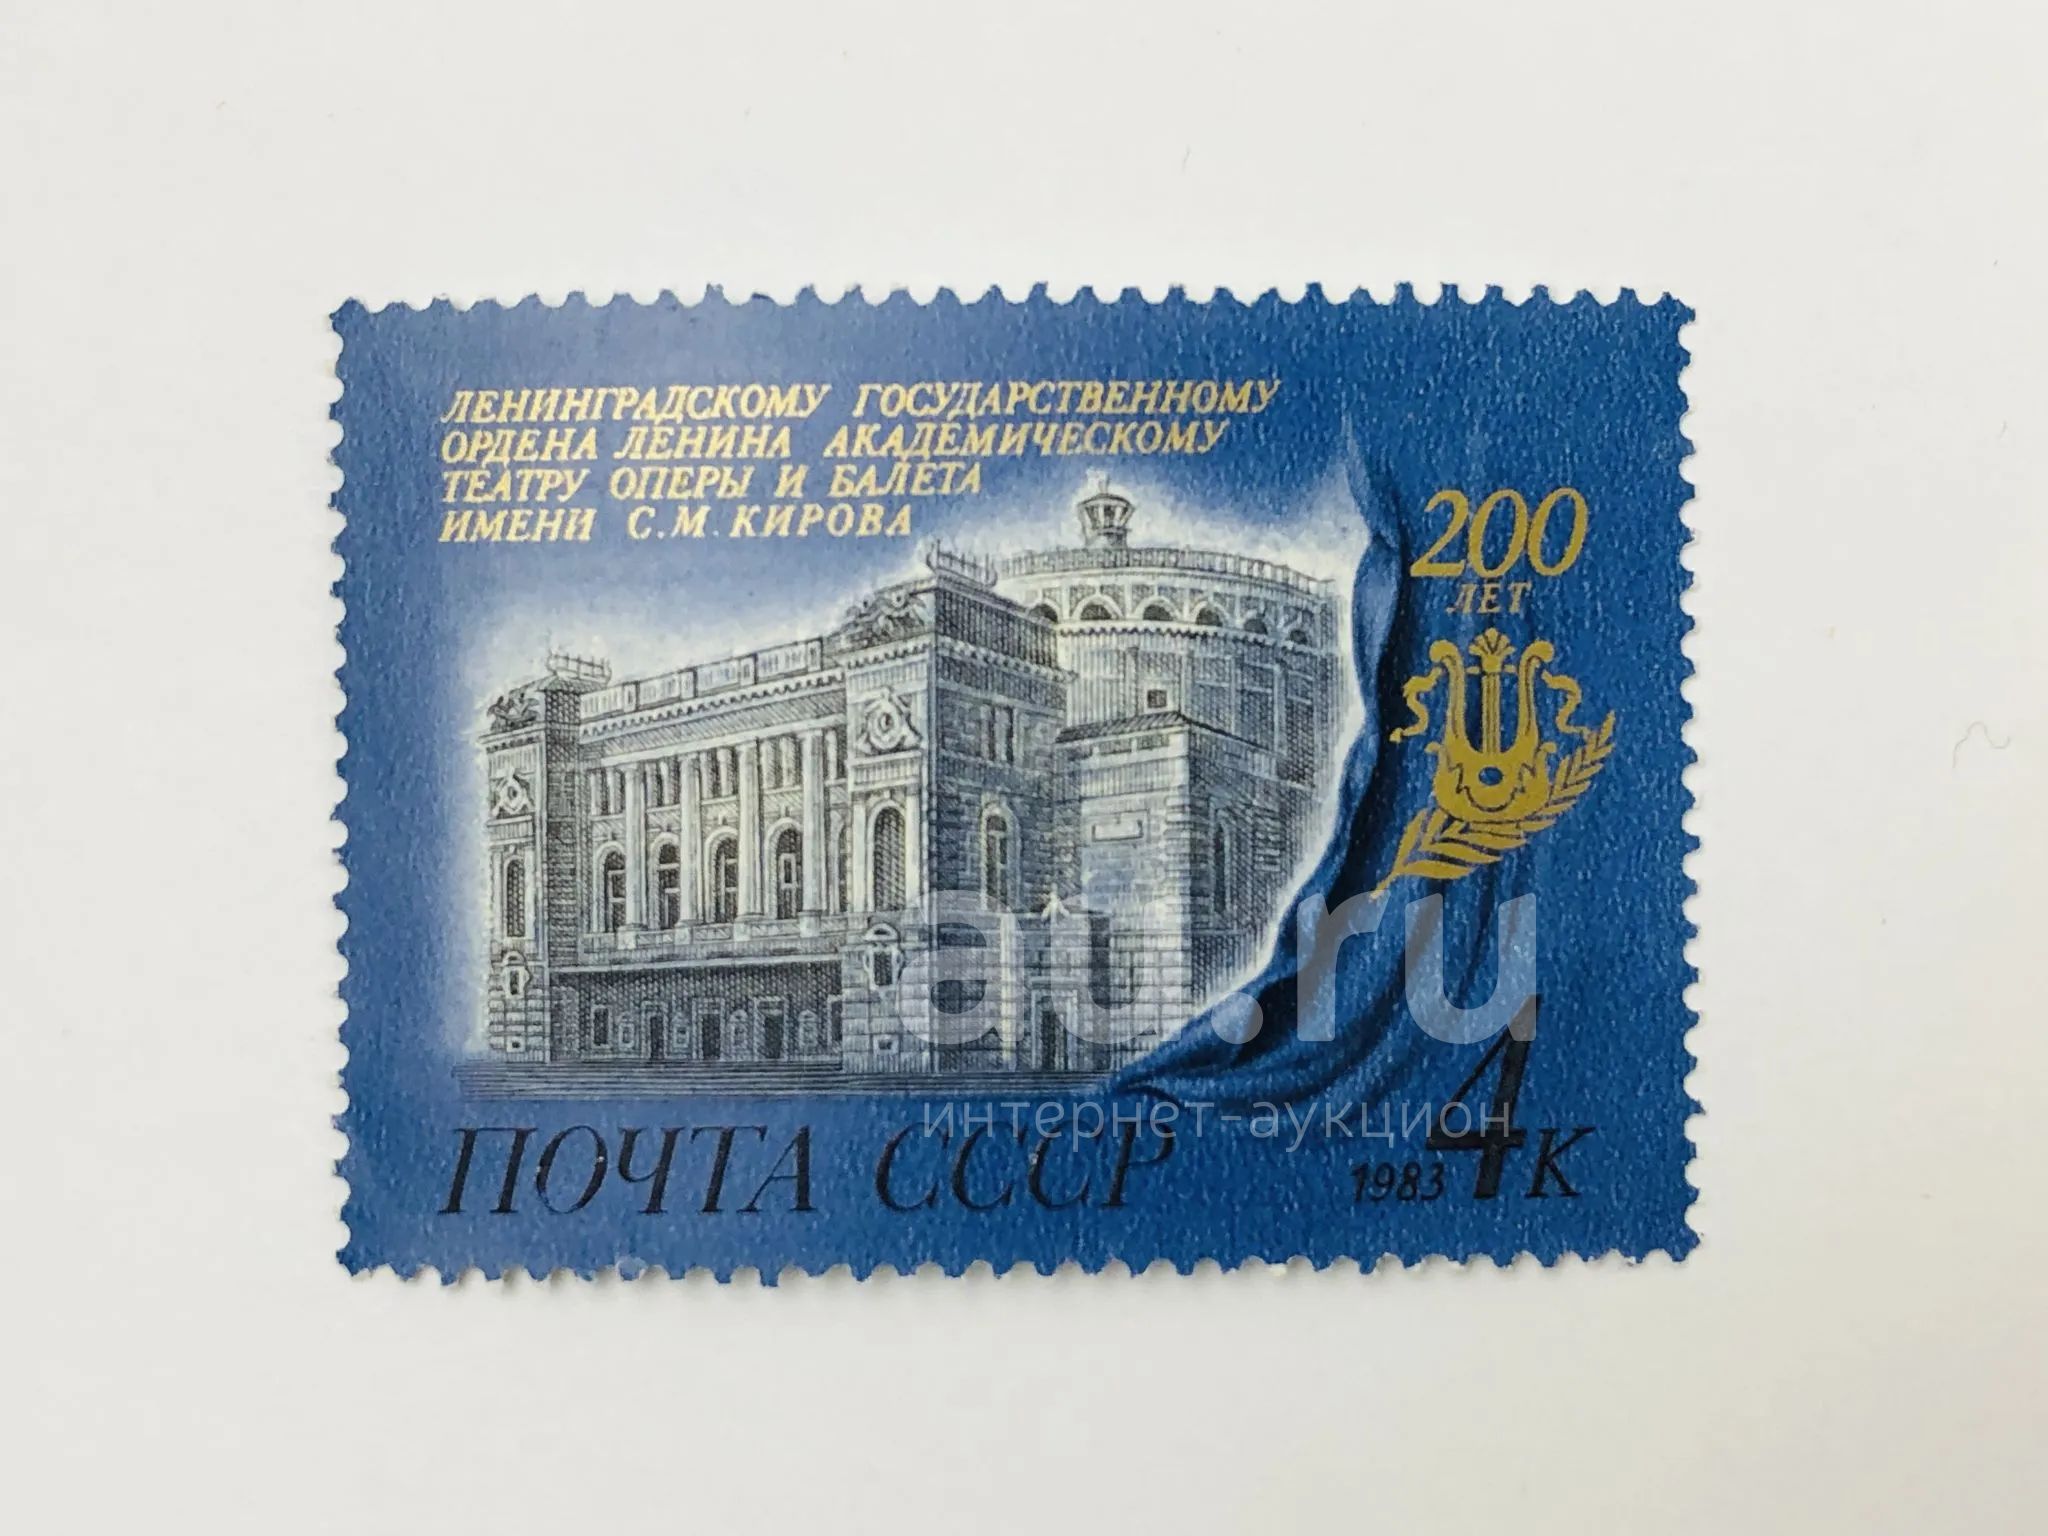 ЛЕНИНГРАДСКОМУ ГОСУДАРСТВЕННОМУ
ОРДЕНА ЛЕНИНА АКАДЕМИЧЕСКОМУ
ТЕАТРУ ОПЕРЫ И БАЛЕТА
ИМЕНИ С.М.КИРОВА
200
ЛЕТ
au.ru
интернет-аукцион
ПОЧТА СССР
1983 4К